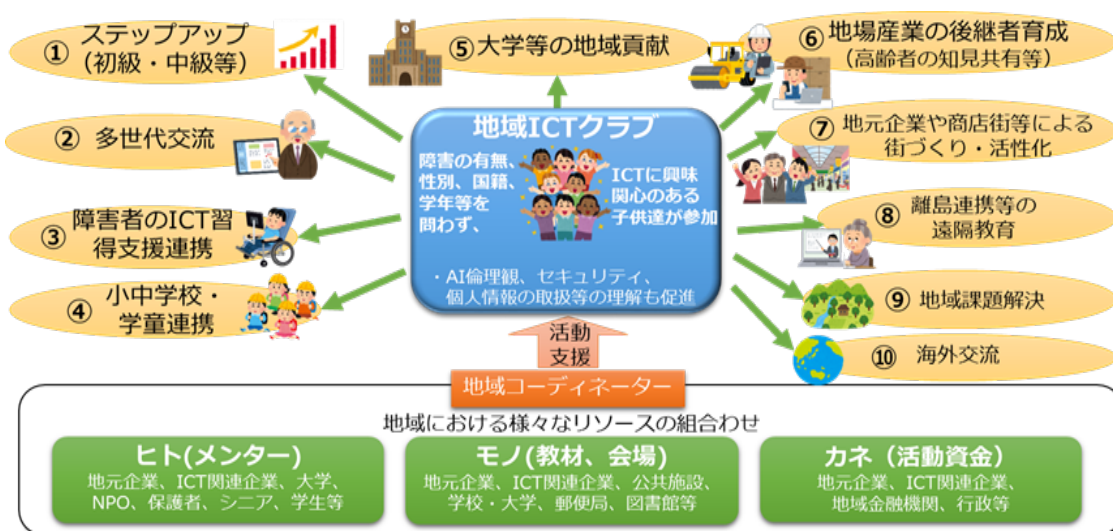 ① ステップアップ
(初級・中級等)
② 多世代交流
③ 障害者のICT習
得支援連携
④ 小中学校・
学童連携
⑤ 大学等の地域貢献
⑥ 地場産業の後継者育成
(高齢者の知見共有等)
⑦ 地元企業や商店街等による
街づくり・活性化
⑧ 離島連携等の
遠隔教育
⑨ 地域課題解決
⑩ 海外交流
地域ICTクラブ
障害の有無、
性別、国籍、
学年等を
問わず、
ICTに興味
関心のある
子供達が参加
・AI倫理観、セキュリティ、
個人情報の取扱等の理解も促進
活動
支援
地域コーディネーター
地域における様々なリソースの組合わせ
ヒト(メンター)
地元企業、ICT関連企業、大学、
NPO、保護者、シニア、学生等
モノ(教材、会場)
地元企業、ICT関連企業、公共施設、
学校・大学、郵便局、図書館等
カネ（活動資金）
地元企業、ICT関連企業、
地域金融機関、行政等